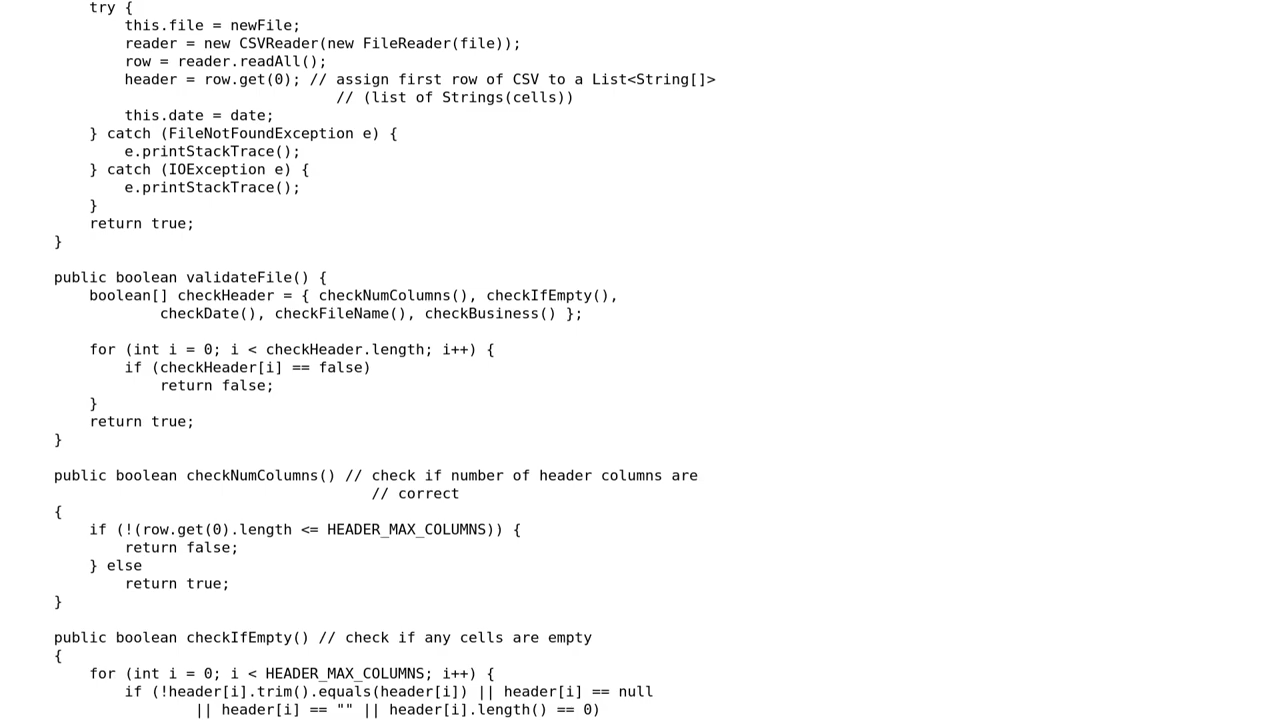 try {
this.file = newFile;
reader = new CSVReader(new FileReader(file));
row = reader.readAll();
header = row.get(0); // assign first row of CSV to a List<String[]>
// (list of Strings(cells))
this.date = date;
} catch (FileNotFoundException e) {
e.printStackTrace();
} catch (IOException e) {
e.printStackTrace();
}
return true;
}
public boolean validateFile() {
boolean[] checkHeader = { checkNumColumns(), checkIfEmpty(),
checkDate(), checkFileName(), checkBusiness() };
for (int i = 0; i < checkHeader.length; i++) {
if (checkHeader[i] == false)
return false;
}
return true;
}
public boolean checkNumColumns() // check if number of header columns are
// correct
{
if (!(row.get(0).length <= HEADER_MAX_COLUMNS)) {
return false;
} else
return true;
}
public boolean checkIfEmpty() // check if any cells are empty
{
for (int i = 0; i < HEADER_MAX_COLUMNS; i++) {
if (!header[i].trim().equals(header[i]) || header[i] == null
|| header[i] == "" || header[i].length() == 0)